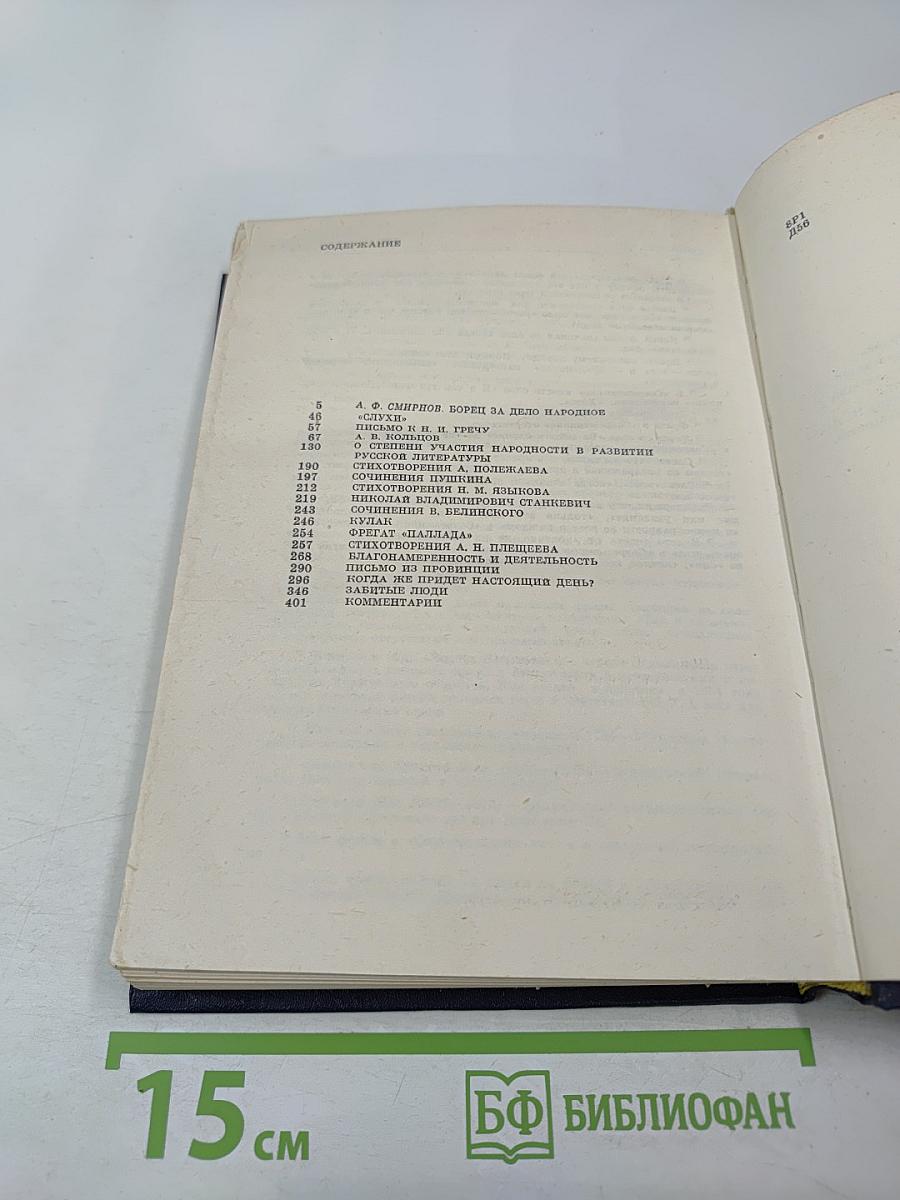 СОДЕРЖАНИЕ
5 А. Ф. СМИРНОВ. БОРЕЦ ЗА ДЕЛО НАРОДНОЕ
46 «СЛУХИ»
57 ПИСЬМО К Н. И. ГРЕЧУ
67 А. В. КОЛЬЦОВ
130 О СТЕПЕНИ УЧАСТИЯ НАРОДНОСТИ В РАЗВИТИИ
РУССКОЙ ЛИТЕРАТУРЫ
190 СТИХОТВОРЕНИЯ А. ПОЛЕЖАЕВА
197 СОЧИНЕНИЯ ПУШКИНА
212 СТИХОТВОРЕНИЯ Н. М. ЯЗЫКОВА
219 НИКОЛАЙ ВЛАДИМИРОВИЧ СТАНКЕВИЧ
243 СОЧИНЕНИЯ В. БЕЛИНСКОГО
246 КУЛАК
254 ФРЕГАТ «ПАЛЛАДА»
257 СТИХОТВОРЕНИЯ А. Н. ПЛЕЩЕЕВА
268 БЛАГОНАМЕРЕННОСТЬ И ДЕЯТЕЛЬНОСТЬ
290 ПИСЬМО ИЗ ПРОВИНЦИИ
296 КОГДА ЖЕ ПРИДЕТ НАСТОЯЩИЙ ДЕНЬ?
346 ЗАБИТЫЕ ЛЮДИ
401 КОММЕНТАРИИ
8Р1
Д56
15 СМ
БФ БИБЛИОФАН